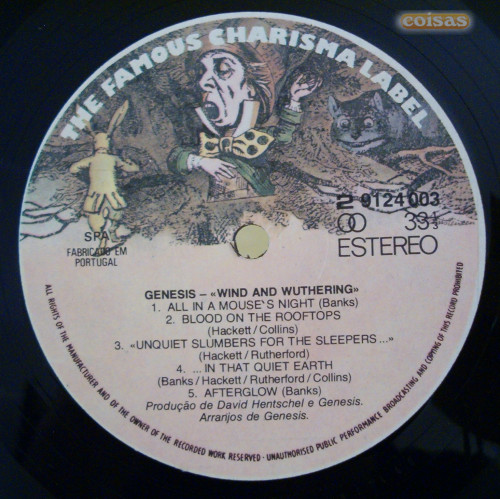 coisas
THE FAMOUS CHARISMA LABEL
2 9124 003
SPA
FABRICADO EM
PORTUGAL
33 1/3
ESTEREO
GENESIS – «WIND AND WUTHERING»
1. ALL IN A MOUSE'S NIGHT (Banks)
2. BLOOD ON THE ROOFTOPS
(Hackett/Collins)
3. «UNQUIET SLUMBERS FOR THE SLEEPERS...»
(Hackett/Rutherford)
4. ...IN THAT QUIET EARTH
(Banks/Hackett/Rutherford/Collins)
5. AFTERGLOW (Banks)
Produção de David Hentschel e Genesis.
Arranjos de Genesis.
ALL RIGHTS OF THE MANUFACTURER AND OF THE OWNER OF THE RECORDED WORK RESERVED · UNAUTHORISED PUBLIC PERFORMANCE BROADCASTING AND COPYING OF THIS RECORD PROHIBITED